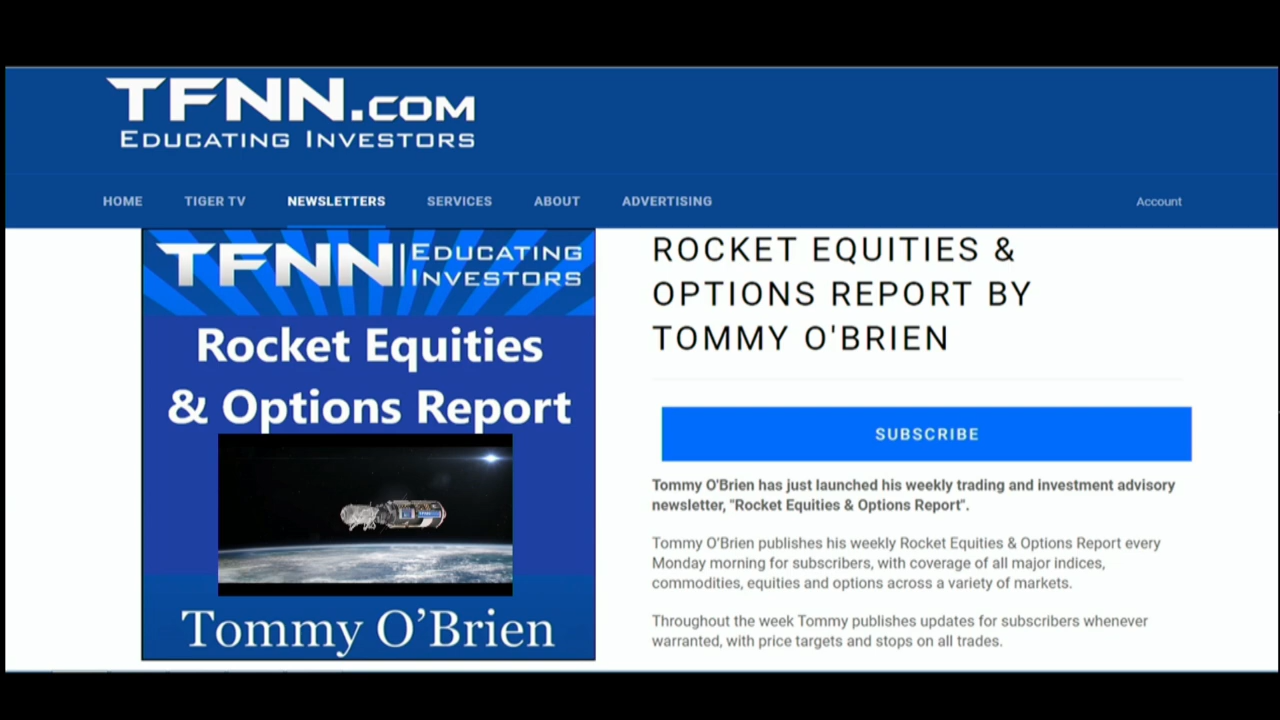 TFNN.COM
EDUCATING INVESTORS
HOME TIGER TV NEWSLETTERS SERVICES ABOUT ADVERTISING Account
TFNN EDUCATING
INVESTORS
Rocket Equities
& Options Report
Tommy O’Brien
ROCKET EQUITIES &
OPTIONS REPORT BY
TOMMY O'BRIEN
SUBSCRIBE
Tommy O'Brien has just launched his weekly trading and investment advisory
newsletter, "Rocket Equities & Options Report".
Tommy O’Brien publishes his weekly Rocket Equities & Options Report every
Monday morning for subscribers, with coverage of all major indices,
commodities, equities and options across a variety of markets.
Throughout the week Tommy publishes updates for subscribers whenever
warranted, with price targets and stops on all trades.